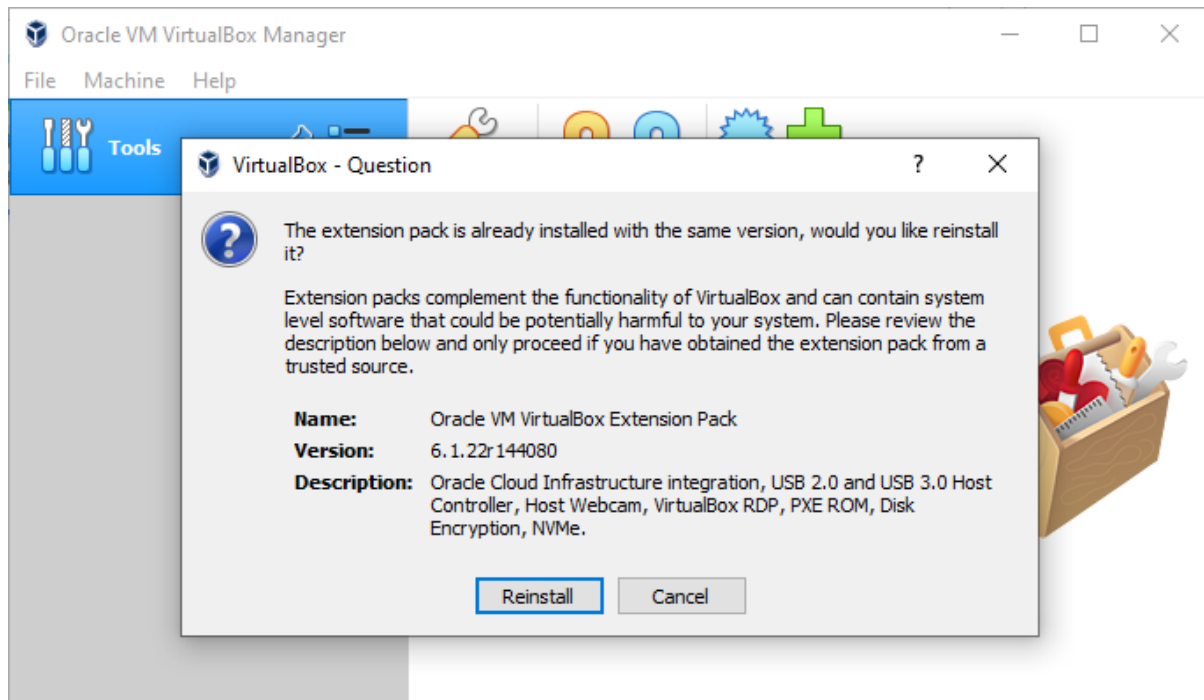 Oracle VM VirtualBox Manager
File Machine Help
Tools
VirtualBox - Question
?
The extension pack is already installed with the same version, would you like reinstall
it?
Extension packs complement the functionality of VirtualBox and can contain system
level software that could be potentially harmful to your system. Please review the
description below and only proceed if you have obtained the extension pack from a
trusted source.
Name: Oracle VM VirtualBox Extension Pack
Version: 6.1.22r144080
Description: Oracle Cloud Infrastructure integration, USB 2.0 and USB 3.0 Host
Controller, Host Webcam, VirtualBox RDP, PXE ROM, Disk
Encryption, NVMe.
Reinstall Cancel